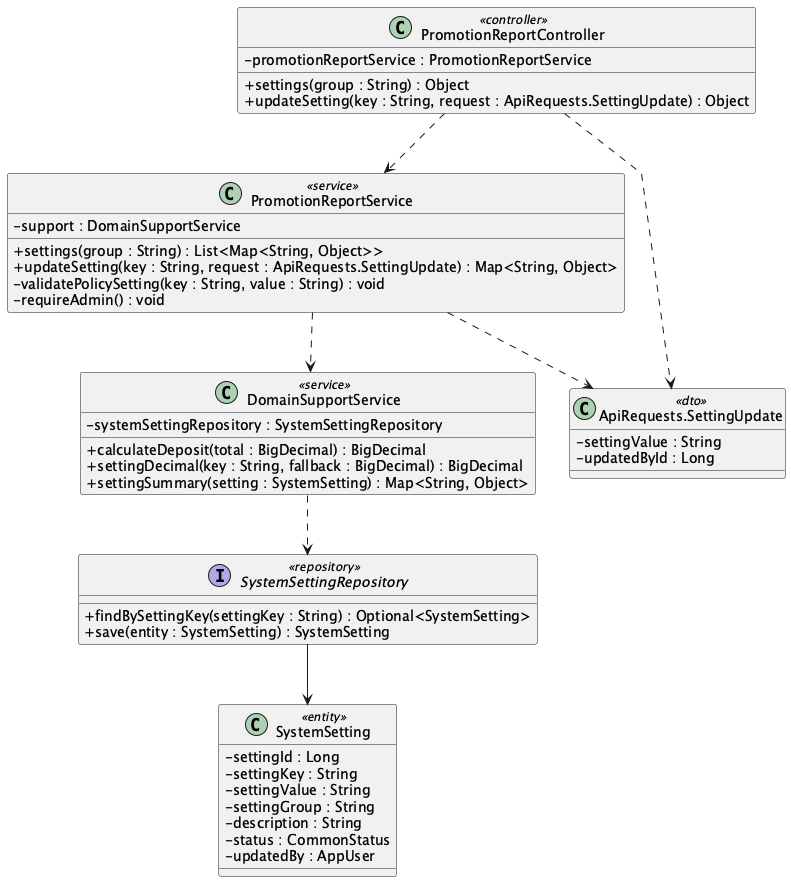 C
«controller»
PromotionReportController
−promotionReportService : PromotionReportService
+settings(group : String) : Object
+updateSetting(key : String, request : ApiRequests.SettingUpdate) : Object
C
«service»
PromotionReportService
−support : DomainSupportService
+settings(group : String) : List<Map<String, Object>>
+updateSetting(key : String, request : ApiRequests.SettingUpdate) : Map<String, Object>
−validatePolicySetting(key : String, value : String) : void
−requireAdmin() : void
C
«service»
DomainSupportService
−systemSettingRepository : SystemSettingRepository
+calculateDeposit(total : BigDecimal) : BigDecimal
+settingDecimal(key : String, fallback : BigDecimal) : BigDecimal
+settingSummary(setting : SystemSetting) : Map<String, Object>
C
«dto»
ApiRequests.SettingUpdate
−settingValue : String
−updatedById : Long
I
«repository»
SystemSettingRepository
+findBySettingKey(settingKey : String) : Optional<SystemSetting>
+save(entity : SystemSetting) : SystemSetting
C
«entity»
SystemSetting
−settingId : Long
−settingKey : String
−settingValue : String
−settingGroup : String
−description : String
−status : CommonStatus
−updatedBy : AppUser